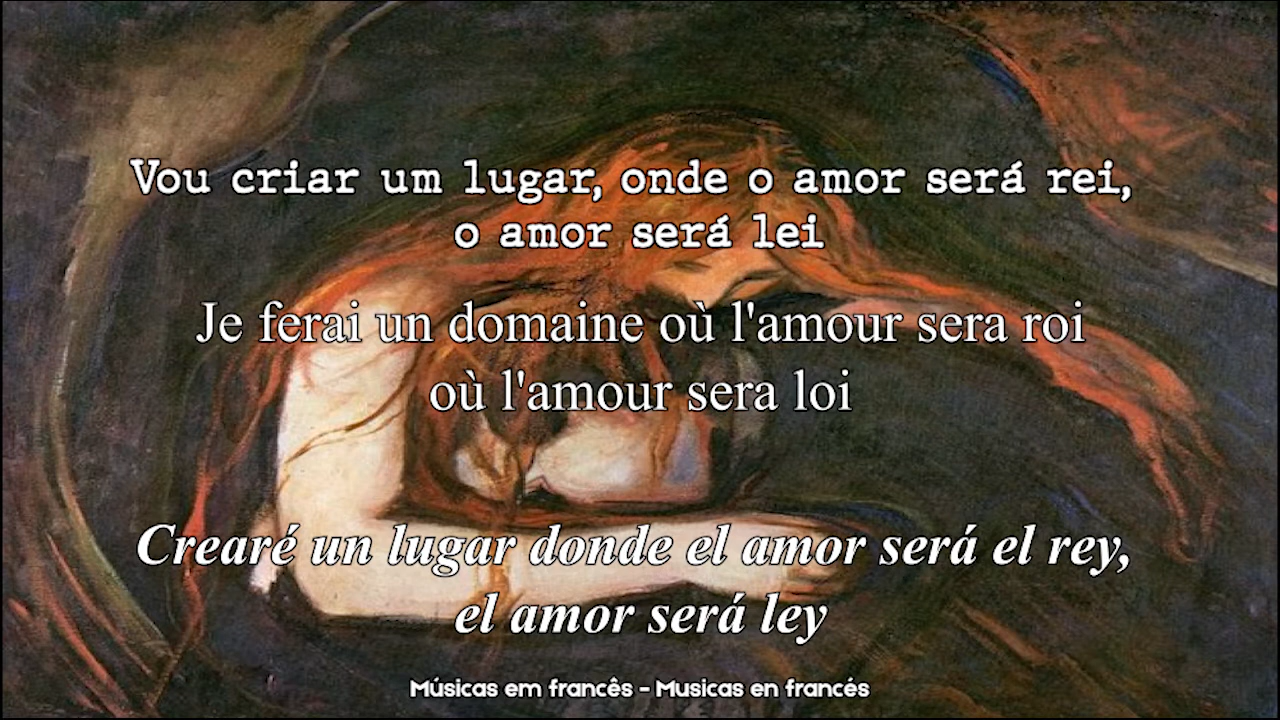 Vou criar um lugar, onde o amor será rei,
o amor será lei
Je ferai un domaine où l'amour sera roi
où l'amour sera loi
Crearé un lugar donde el amor será el rey,
el amor será ley
Músicas em francês - Musicas en francés